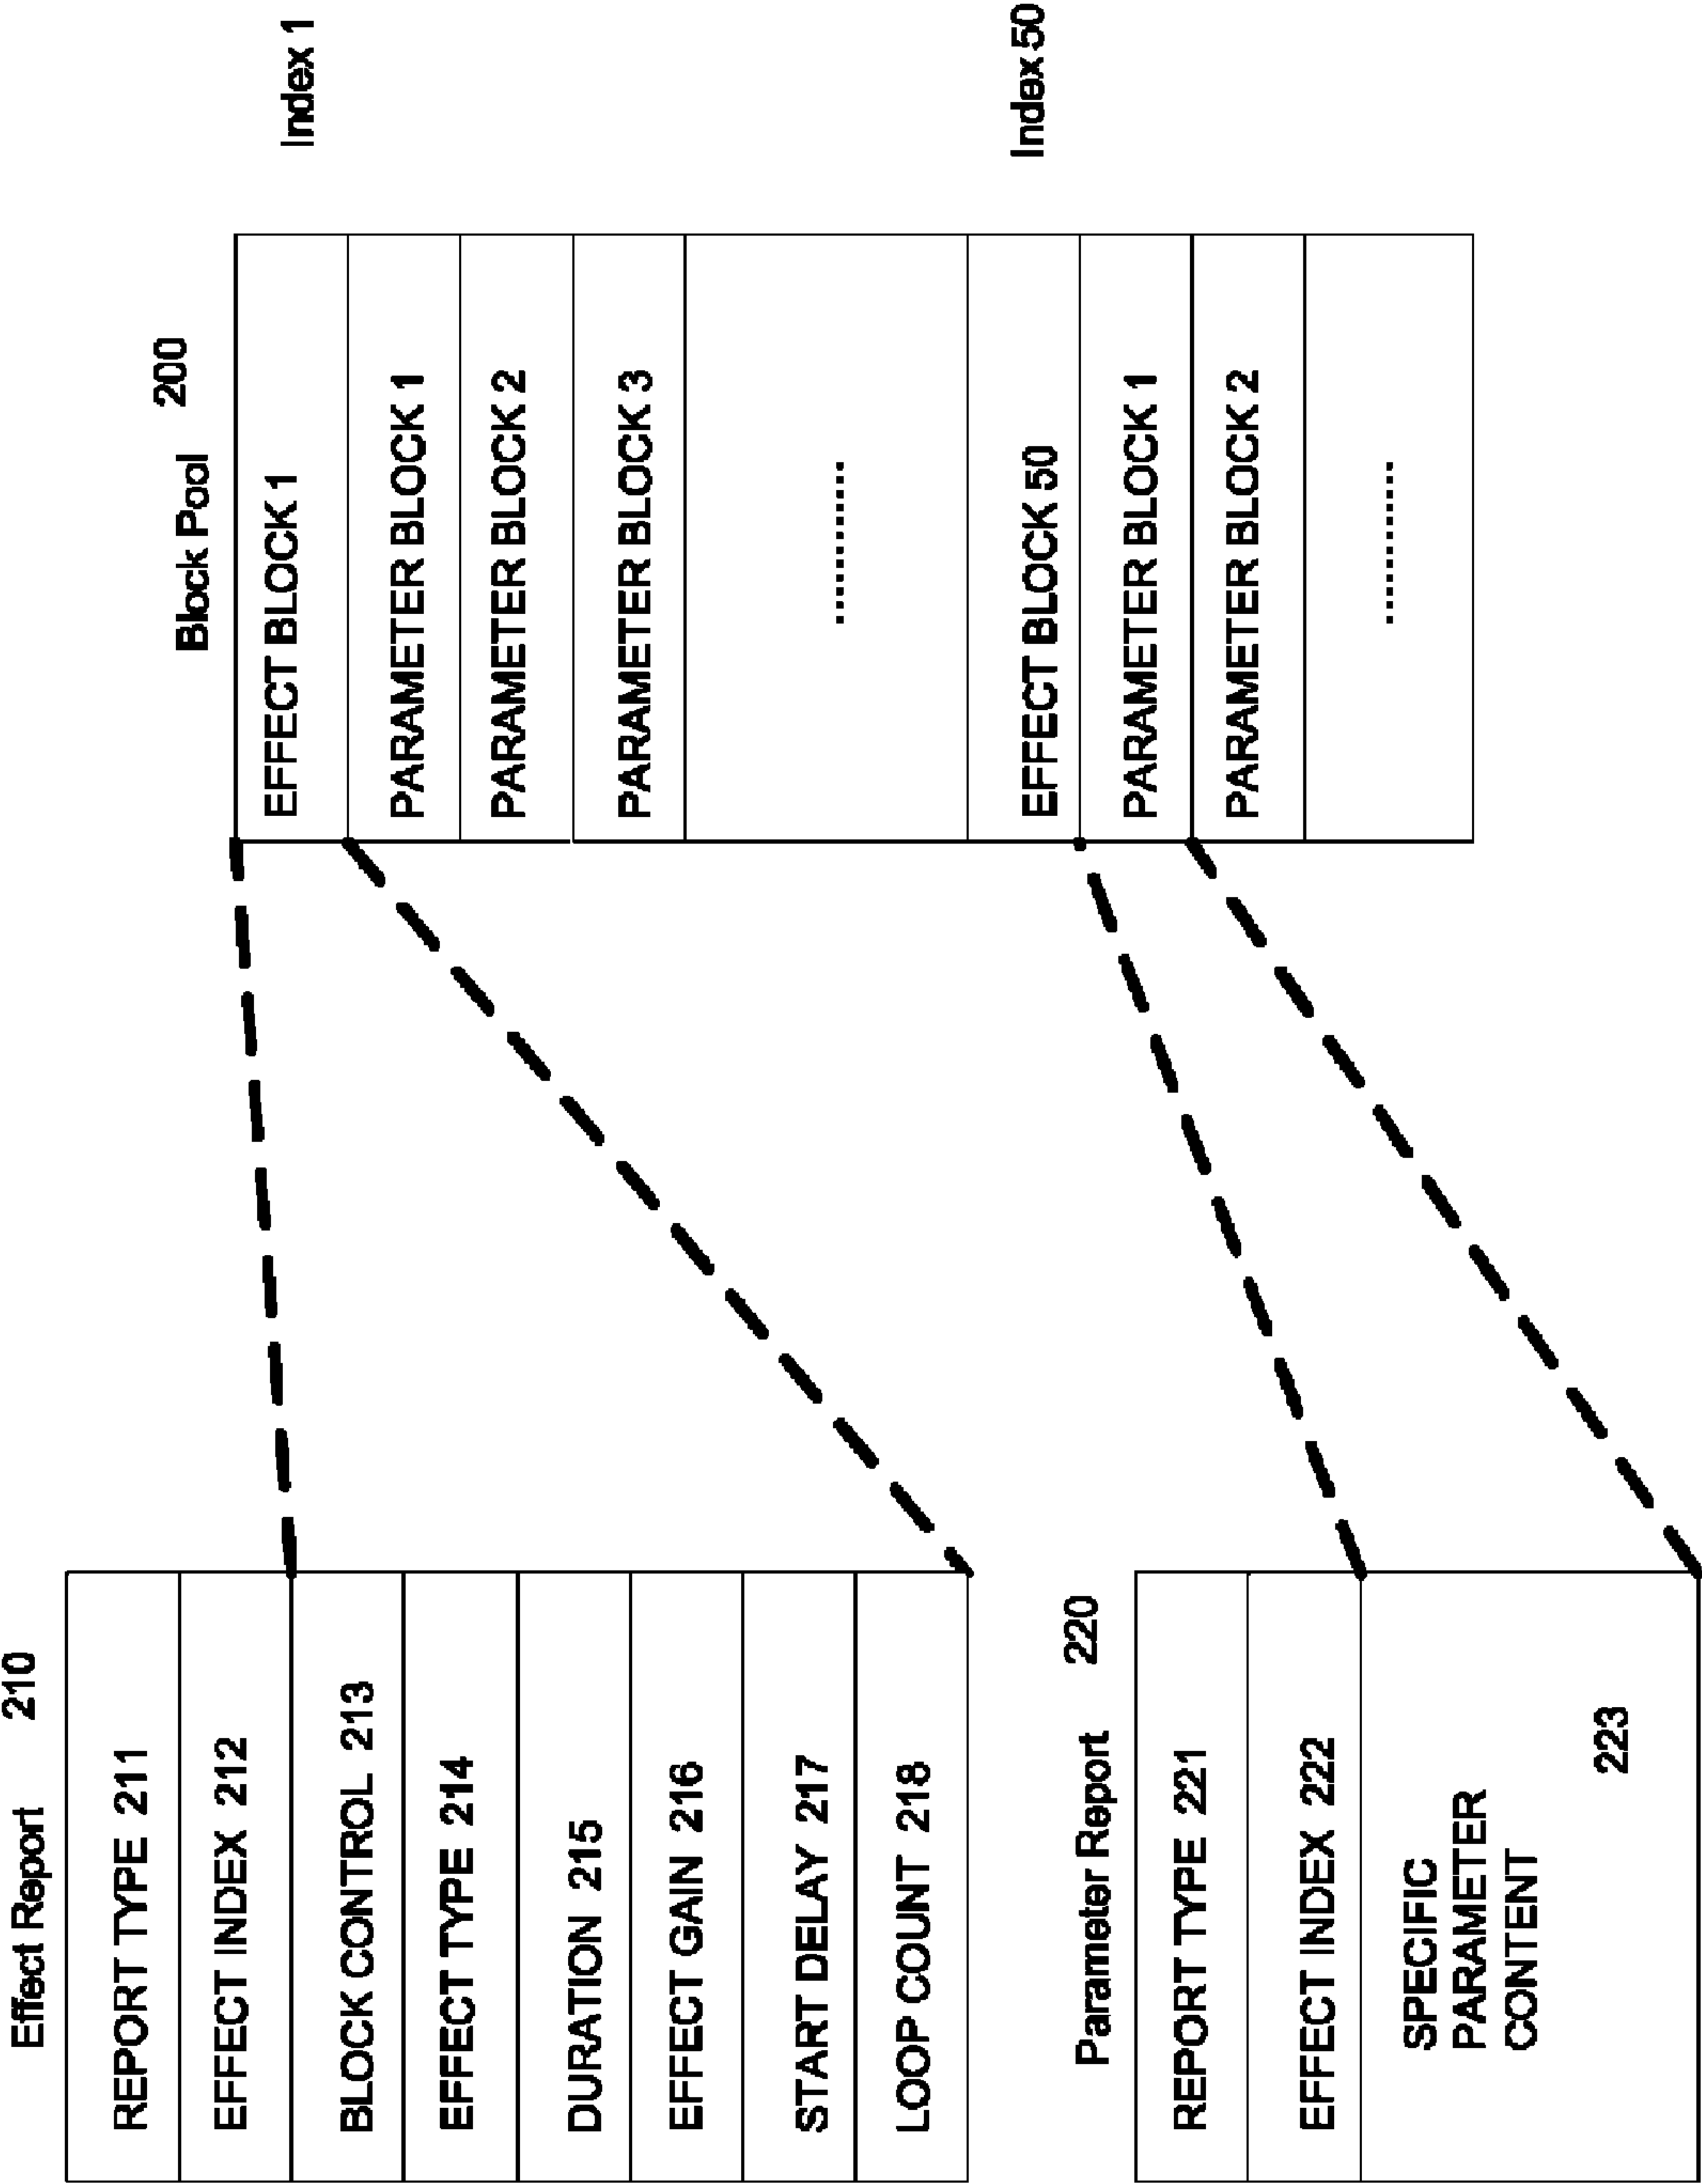 Effect Report 210
REPORT TYPE 211
EFFECT INDEX 212
BLOCK CONTROL 213
EFFECT TYPE 214
DURATION 215
EFFECT GAIN 216
START DELAY 217
LOOP COUNT 218
Parameter Report 220
REPORT TYPE 221
EFFECT INDEX 222
SPECIFIC
PARAMETER
CONTENT
223
Block Pool 200
EFFECT BLOCK 1
Index 1
PARAMETER BLOCK 1
PARAMETER BLOCK 2
PARAMETER BLOCK 3
EFFECT BLOCK 50
Index 50
PARAMETER BLOCK 1
PARAMETER BLOCK 2